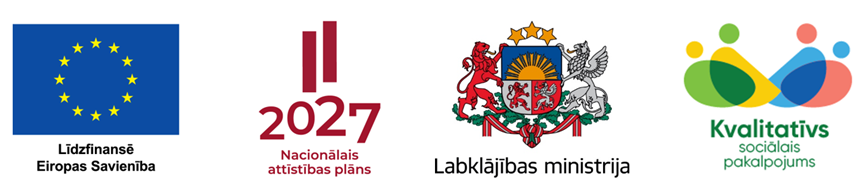 Līdzfinansē
Eiropas Savienība
2027
Nacionālais
attīstības plāns
Labklājības ministrija
Kvalitatīvs
sociālais
pakalpojums